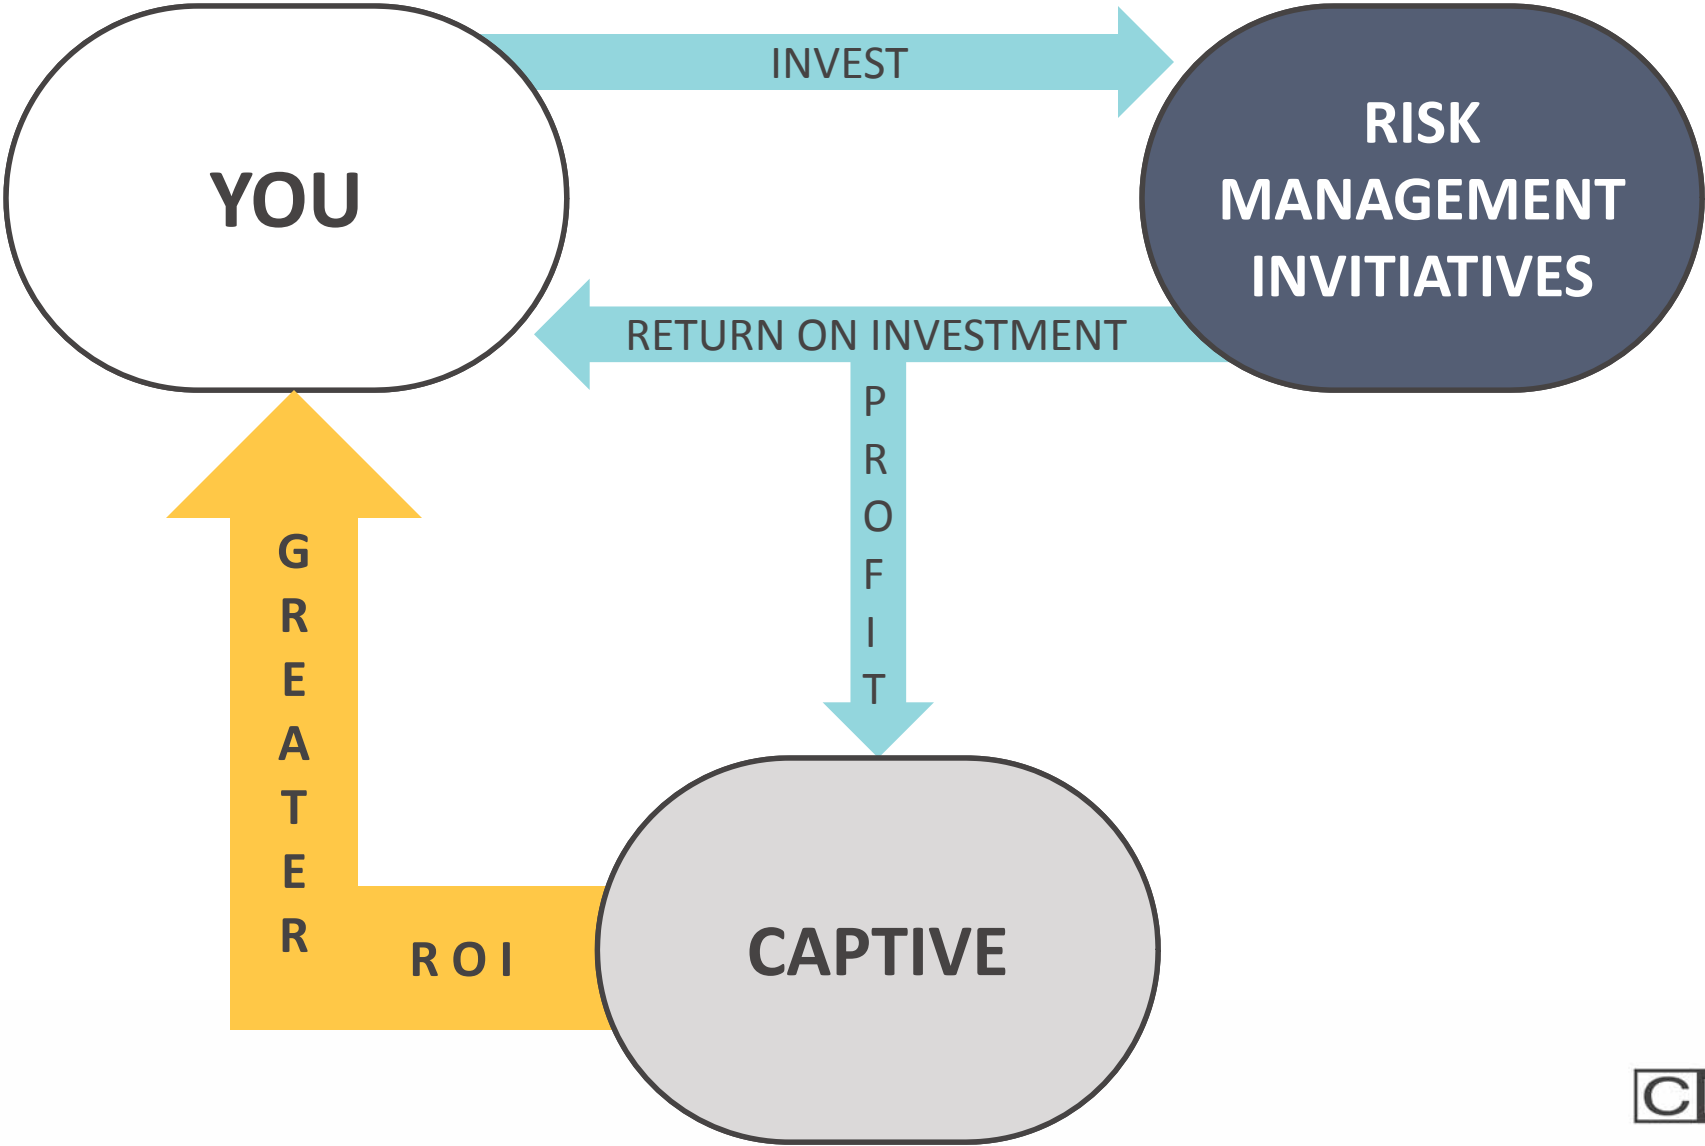 INVEST
YOU
RISK
MANAGEMENT
INVITIATIVES
RETURN ON INVESTMENT
PROFIT
GREATER
ROI
CAPTIVE